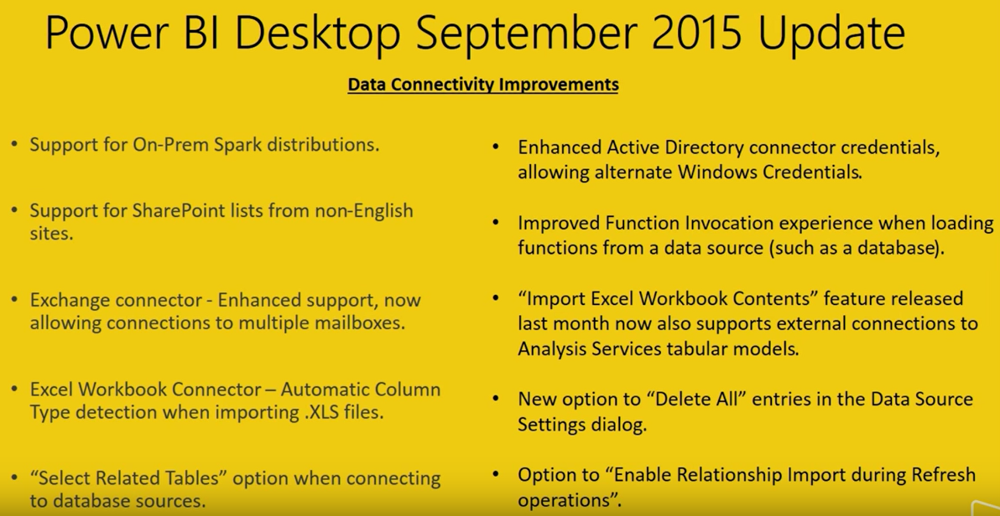 Power BI Desktop September 2015 Update
Data Connectivity Improvements
• Support for On-Prem Spark distributions.
• Support for SharePoint lists from non-English
sites.
• Exchange connector - Enhanced support, now
allowing connections to multiple mailboxes.
• Excel Workbook Connector – Automatic Column
Type detection when importing .XLS files.
• “Select Related Tables” option when connecting
to database sources.
• Enhanced Active Directory connector credentials,
allowing alternate Windows Credentials.
• Improved Function Invocation experience when loading
functions from a data source (such as a database).
• “Import Excel Workbook Contents” feature released
last month now also supports external connections to
Analysis Services tabular models.
• New option to “Delete All” entries in the Data Source
Settings dialog.
• Option to “Enable Relationship Import during Refresh
operations”.